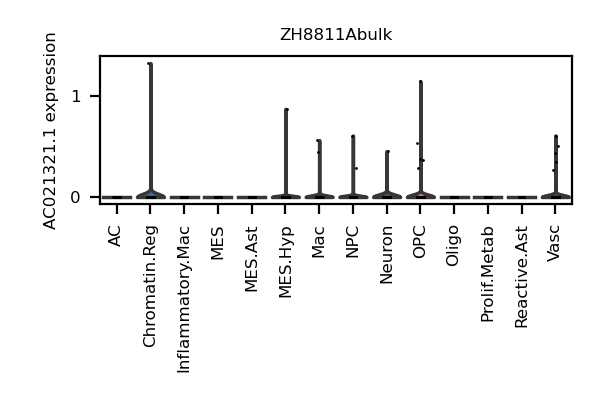 ZH8811Abulk
AC021321.1 expression
1
0
AC
Chromatin.Reg
Inflammatory.Mac
MES
MES.Ast
MES.Hyp
Mac
NPC
Neuron
OPC
Oligo
Prolif.Metab
Reactive.Ast
Vasc